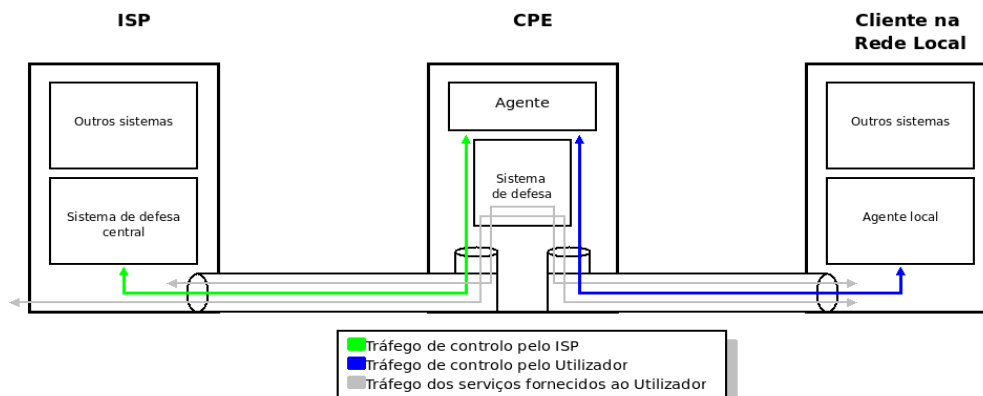 ISP
CPE
Cliente na
Rede Local
Outros sistemas
Sistema de defesa
central
Agente
Sistema
de defesa
Outros sistemas
Agente local
Tráfego de controlo pelo ISP
Tráfego de controlo pelo Utilizador
Tráfego dos serviços fornecidos ao Utilizador